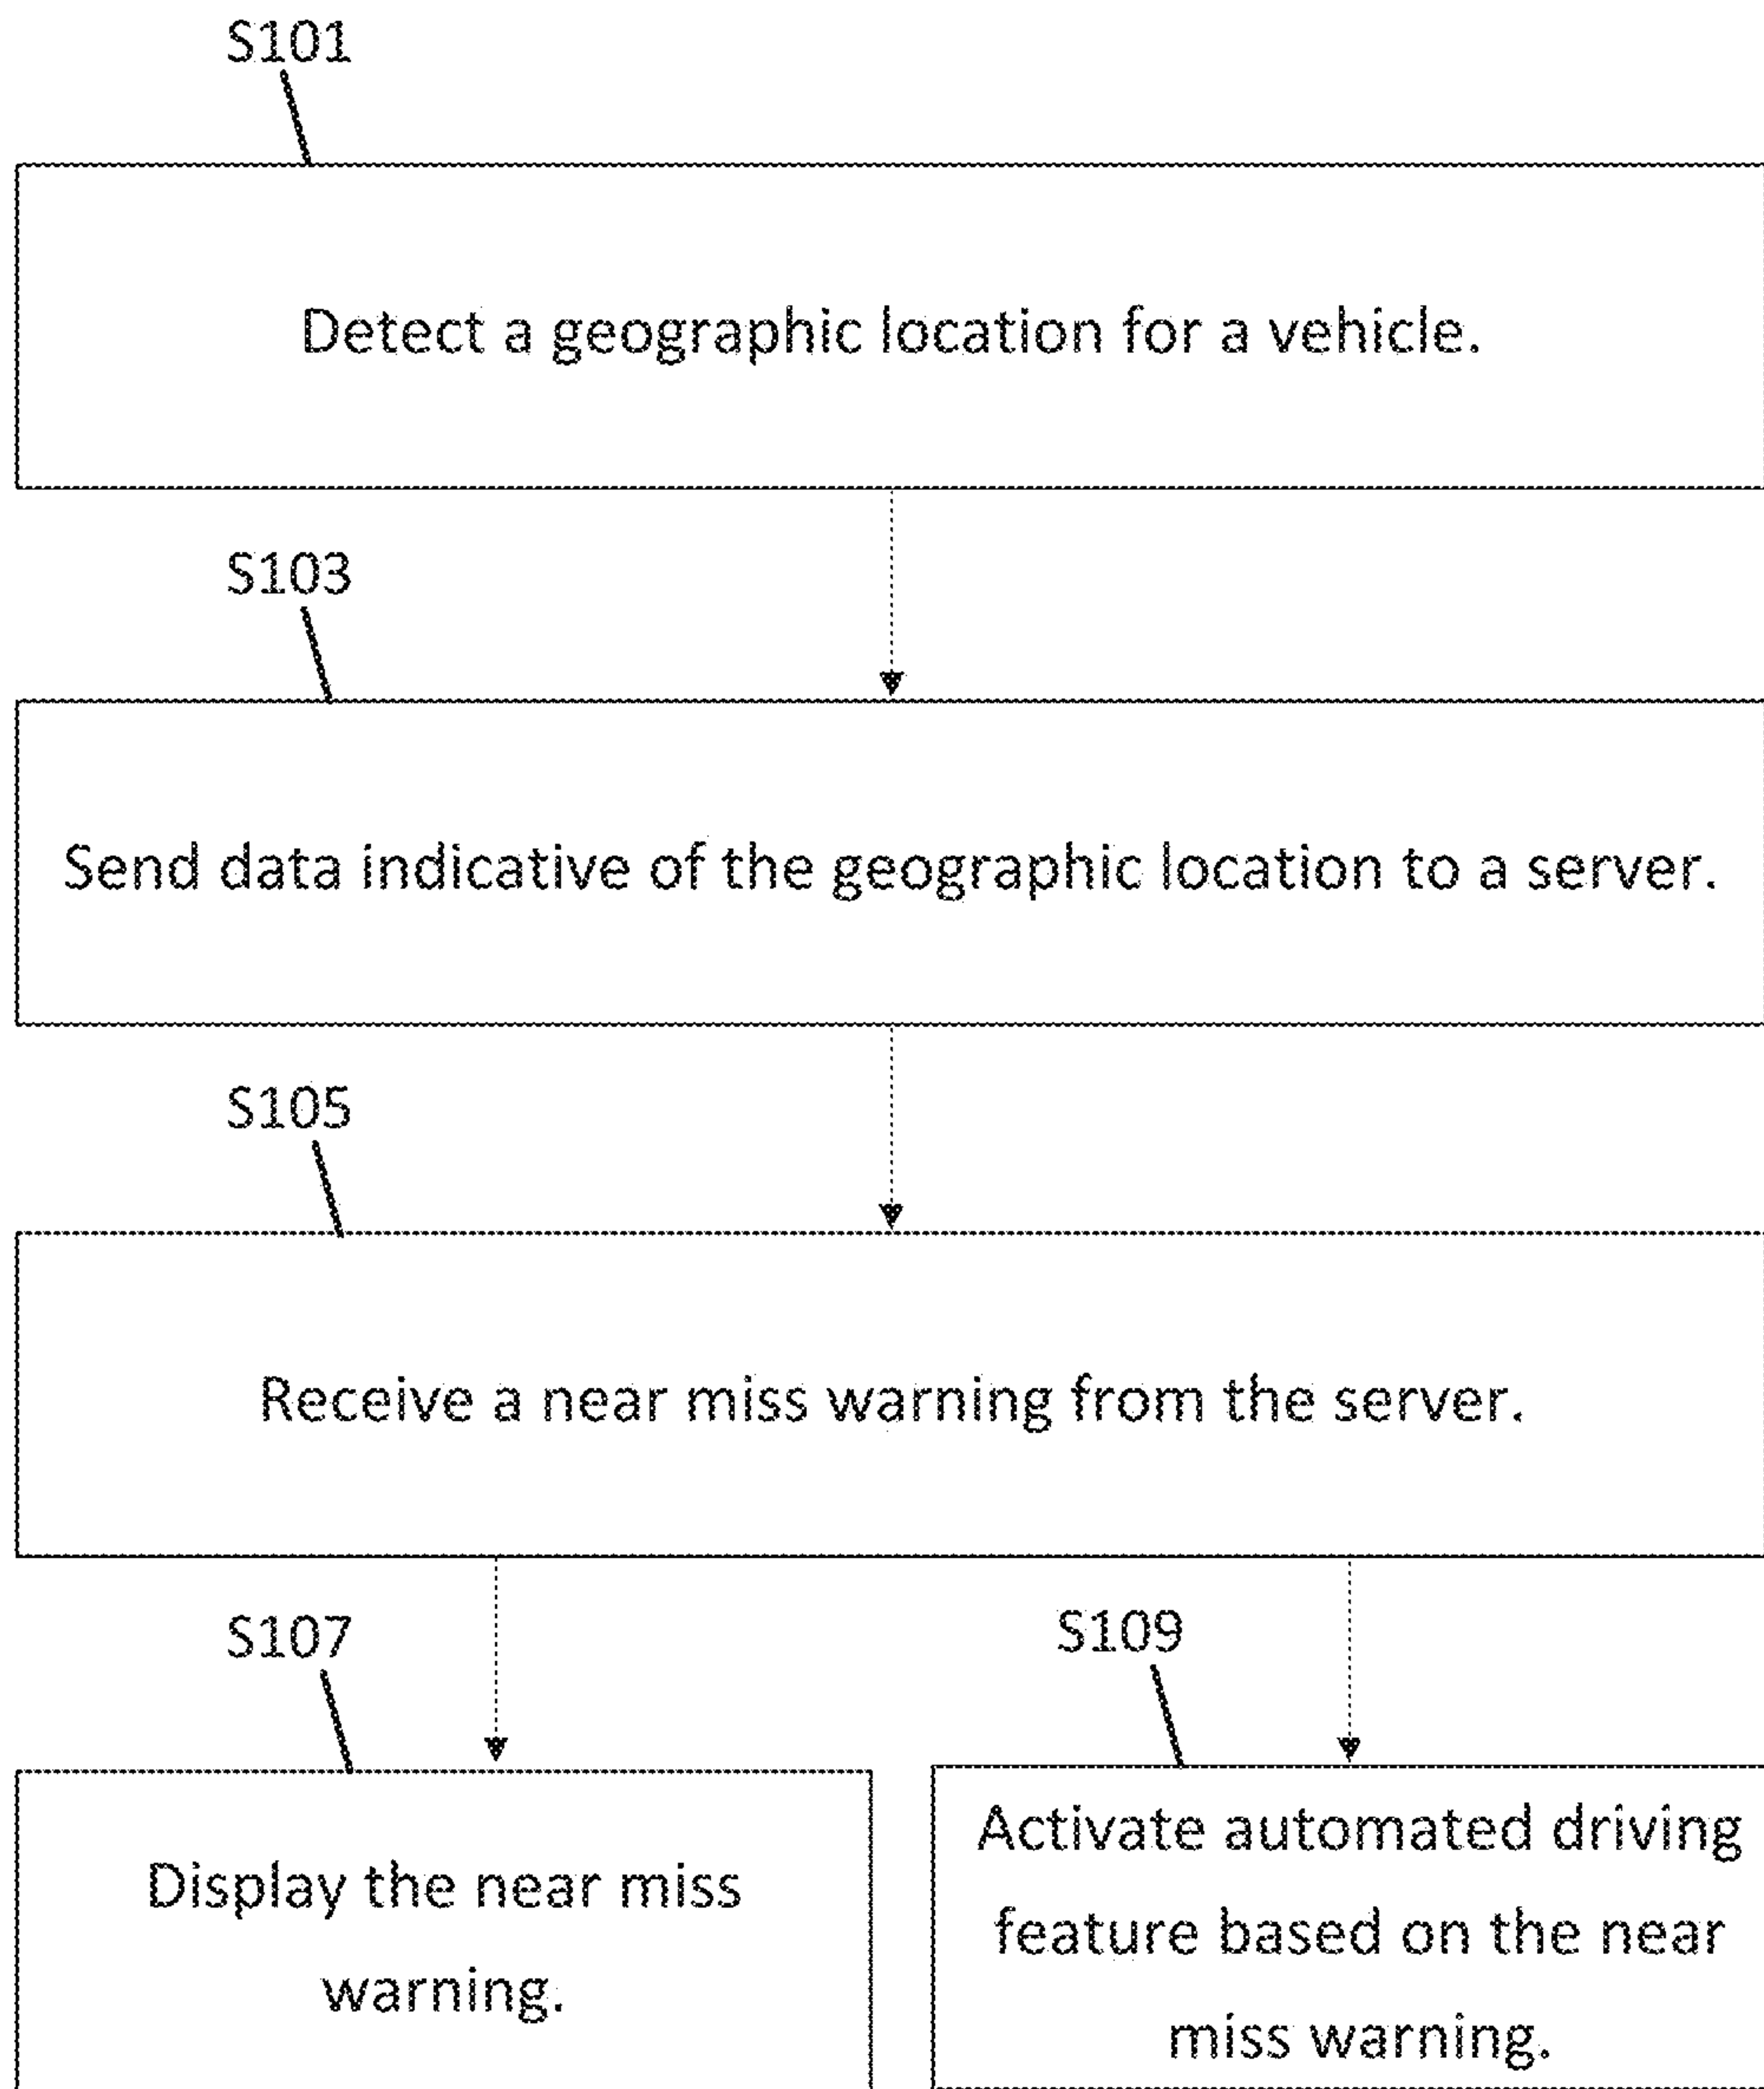 S101
Detect a geographic location for a vehicle.
S103
Send data indicative of the geographic location to a server.
S105
Receive a near miss warning from the server.
S107
Display the near miss
warning.
S109
Activate automated driving
feature based on the near
miss warning.